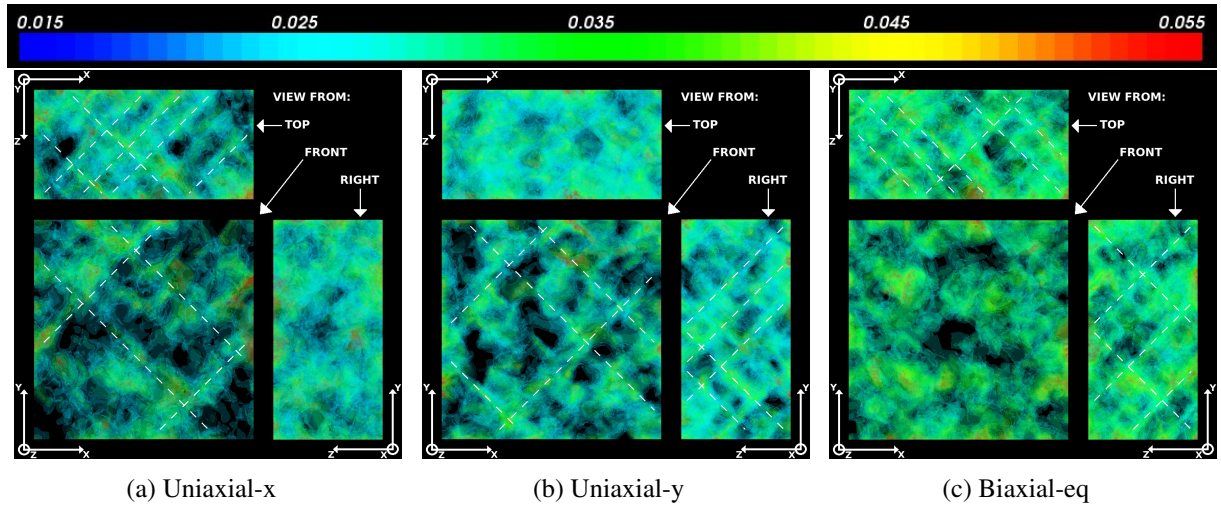 0.015 0.025 0.035 0.045 0.055
X
Y
Z
VIEW FROM:
TOP
FRONT
RIGHT
Y
Z X
Y
Z X
X
Y
Z
VIEW FROM:
TOP
FRONT
RIGHT
Y
Z X
Y
Z X
X
Y
Z
VIEW FROM:
TOP
FRONT
RIGHT
Y
Z X
Y
Z X
(a) Uniaxial-x (b) Uniaxial-y (c) Biaxial-eq